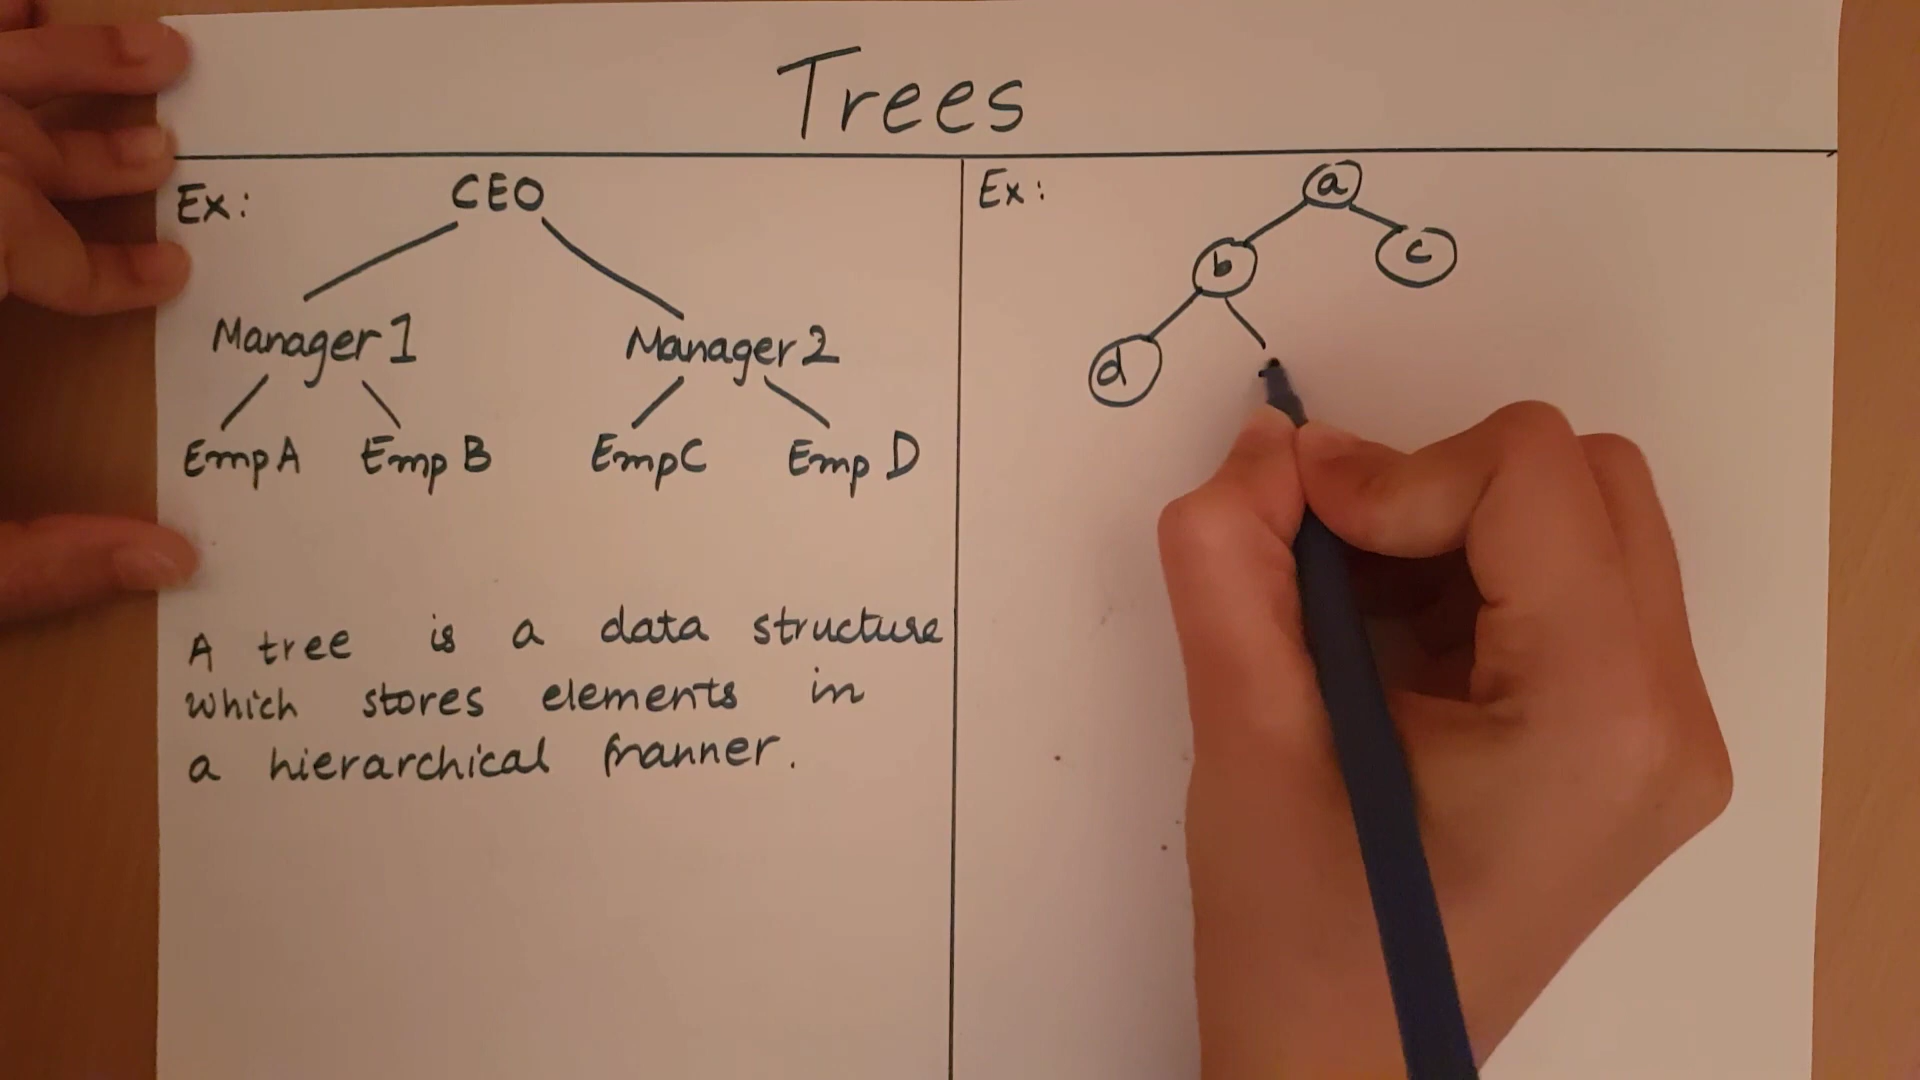 Trees
Ex:
CEO
Manager 1
Manager 2
Emp A
Emp B
Emp C
Emp D
A tree is a data structure
which stores elements in
a hierarchical manner.
Ex:
a
b
c
d